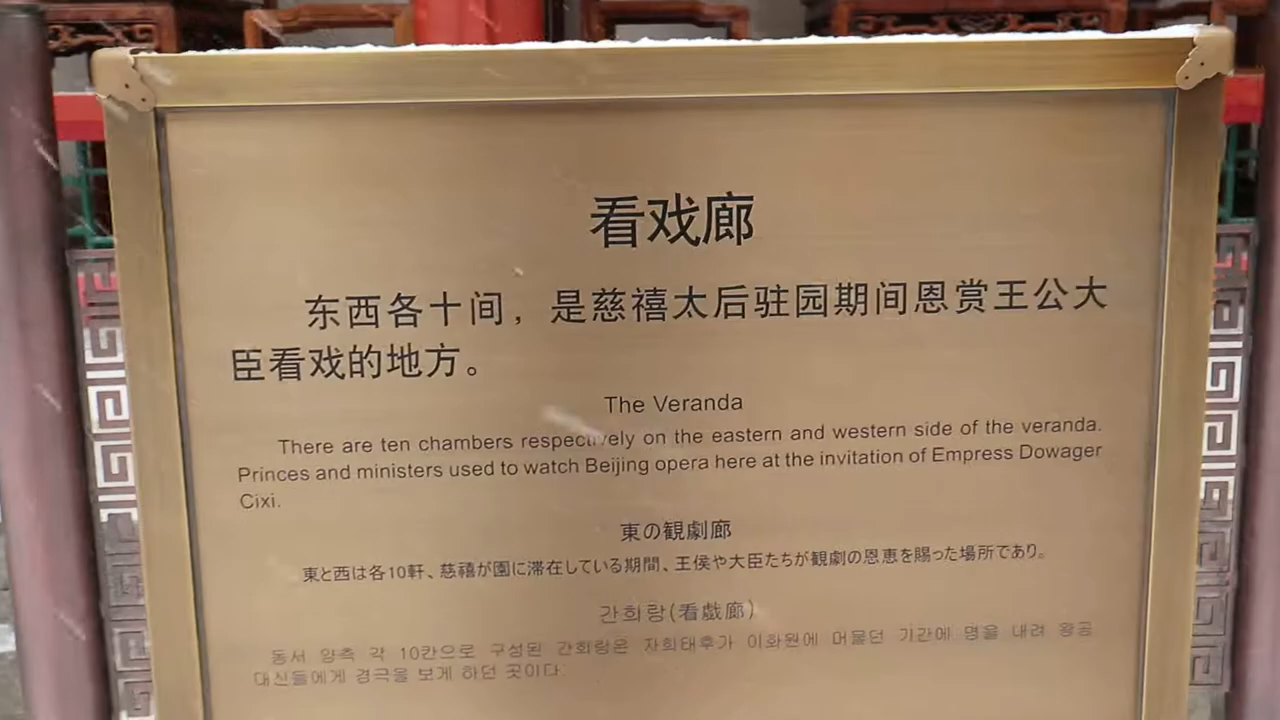 看戏廊
东西各十间，是慈禧太后驻园期间恩赏王公大
臣看戏的地方。
The Veranda
There are ten chambers respectively on the eastern and western side of the veranda.
Princes and ministers used to watch Beijing opera here at the invitation of Empress Dowager
Cixi.
東の観劇廊
東と西は各10軒、慈禧が園に滞在している期間、王侯や大臣たちが観劇の恩恵を賜った場所であり。
간희랑(看戱廊)
동서 양측 각 10칸으로 구성된 간희랑은 자희태후가 이화원에 머물던 기간에 명을 내려 왕공
대신들에게 경극을 보게 하던 곳이다.